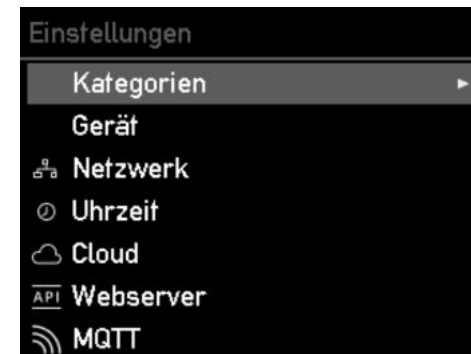 Einstellungen
Kategorien
Gerät
Netzwerk
Uhrzeit
Cloud
API Webserver
MQTT